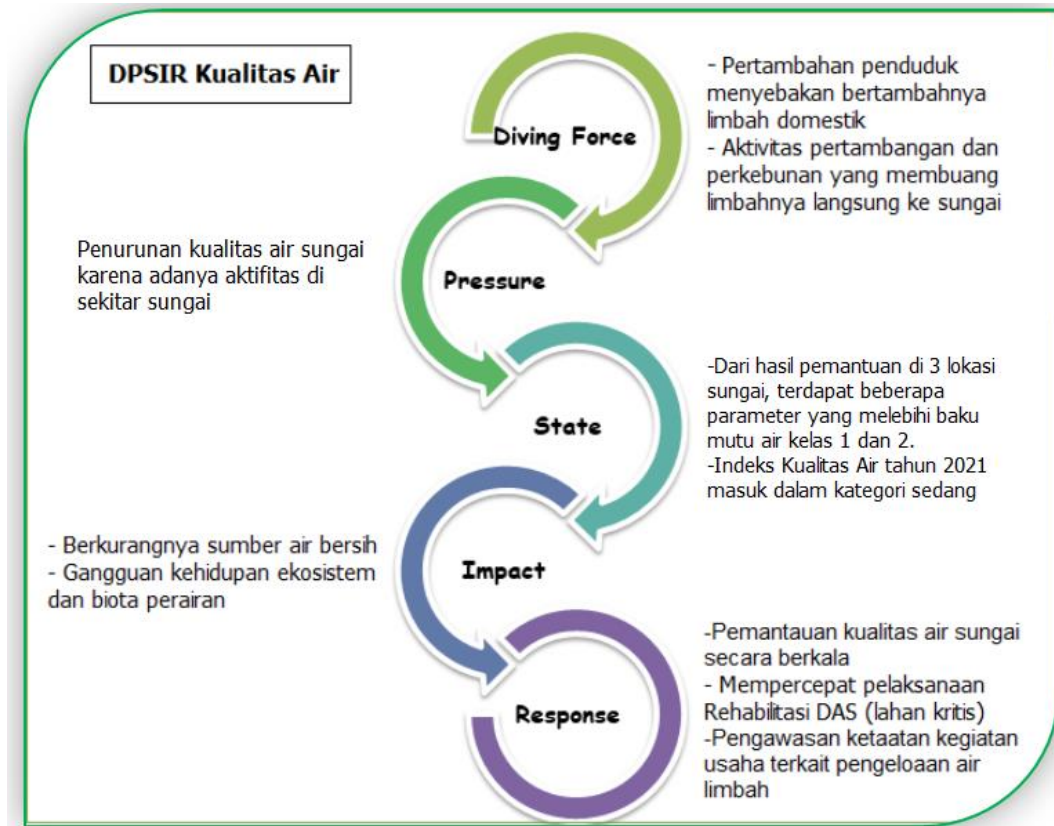 DPSIR Kualitas Air
Diving Force
- Pertambahan penduduk
menyebakan bertambahnya
limbah domestik
- Aktivitas pertambangan dan
perkebunan yang membuang
limbahnya langsung ke sungai
Penurunan kualitas air sungai
karena adanya aktifitas di
sekitar sungai
Pressure
State
-Dari hasil pemantuan di 3 lokasi
sungai, terdapat beberapa
parameter yang melebihi baku
mutu air kelas 1 dan 2.
-Indeks Kualitas Air tahun 2021
masuk dalam kategori sedang
- Berkurangnya sumber air bersih
- Gangguan kehidupan ekosistem
dan biota perairan
Impact
Response
-Pemantauan kualitas air sungai
secara berkala
- Mempercepat pelaksanaan
Rehabilitasi DAS (lahan kritis)
-Pengawasan ketaatan kegiatan
usaha terkait pengeloaan air
limbah